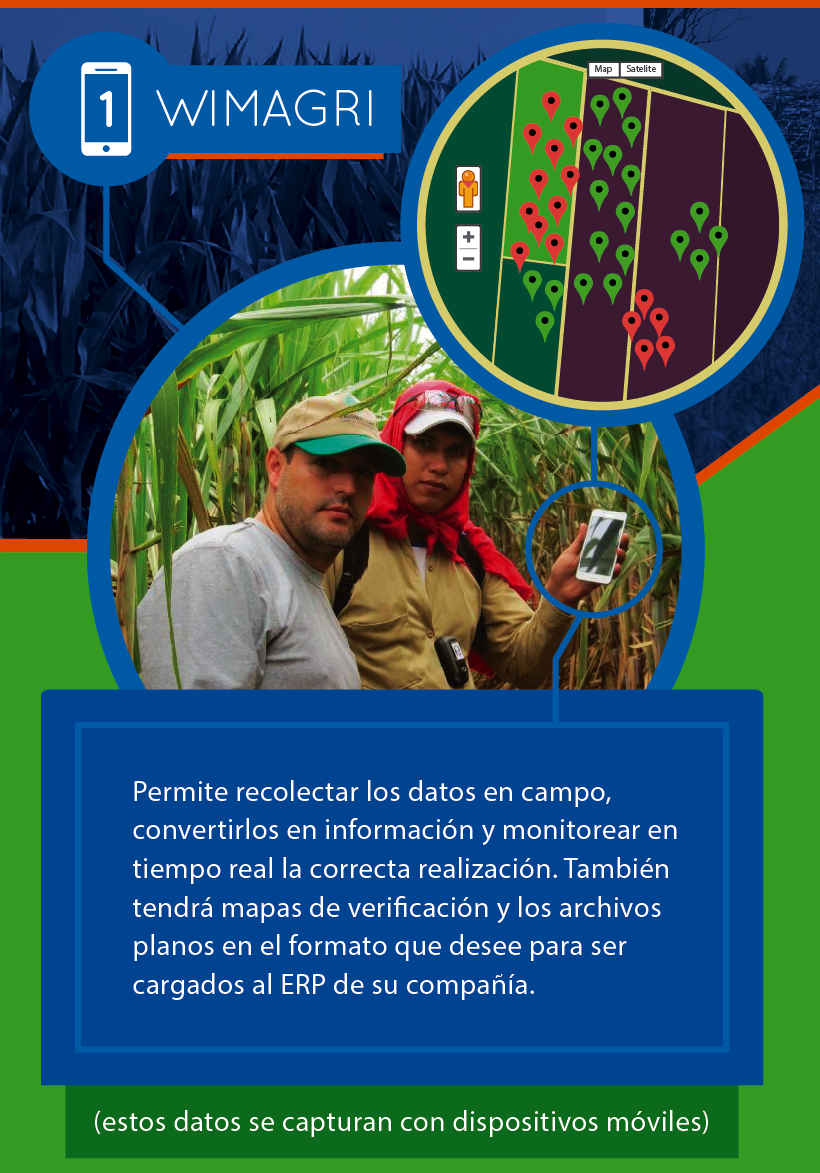 1 WIMAGRI
Map Satelite
+
−
Permite recolectar los datos en campo,
convertirlos en información y monitorear en
tiempo real la correcta realización. También
tendrá mapas de verificación y los archivos
planos en el formato que desee para ser
cargados al ERP de su compañía.
(estos datos se capturan con dispositivos móviles)